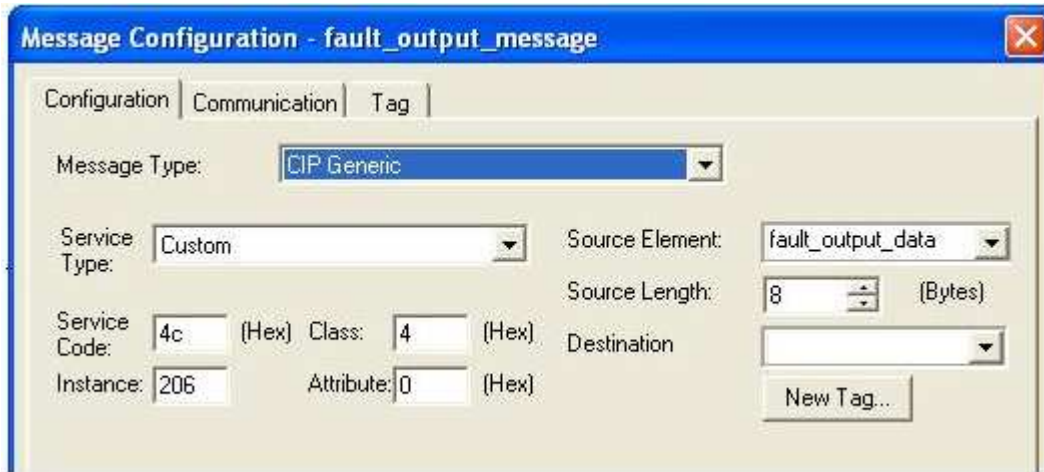 Message Configuration - fault_output_message
Configuration Communication Tag
Message Type: CIP Generic
Service Type: Custom
Source Element: fault_output_data
Source Length: 8 (Bytes)
Service Code: 4c (Hex) Class: 4 (Hex)
Destination
Instance: 206 Attribute: 0 (Hex)
New Tag...